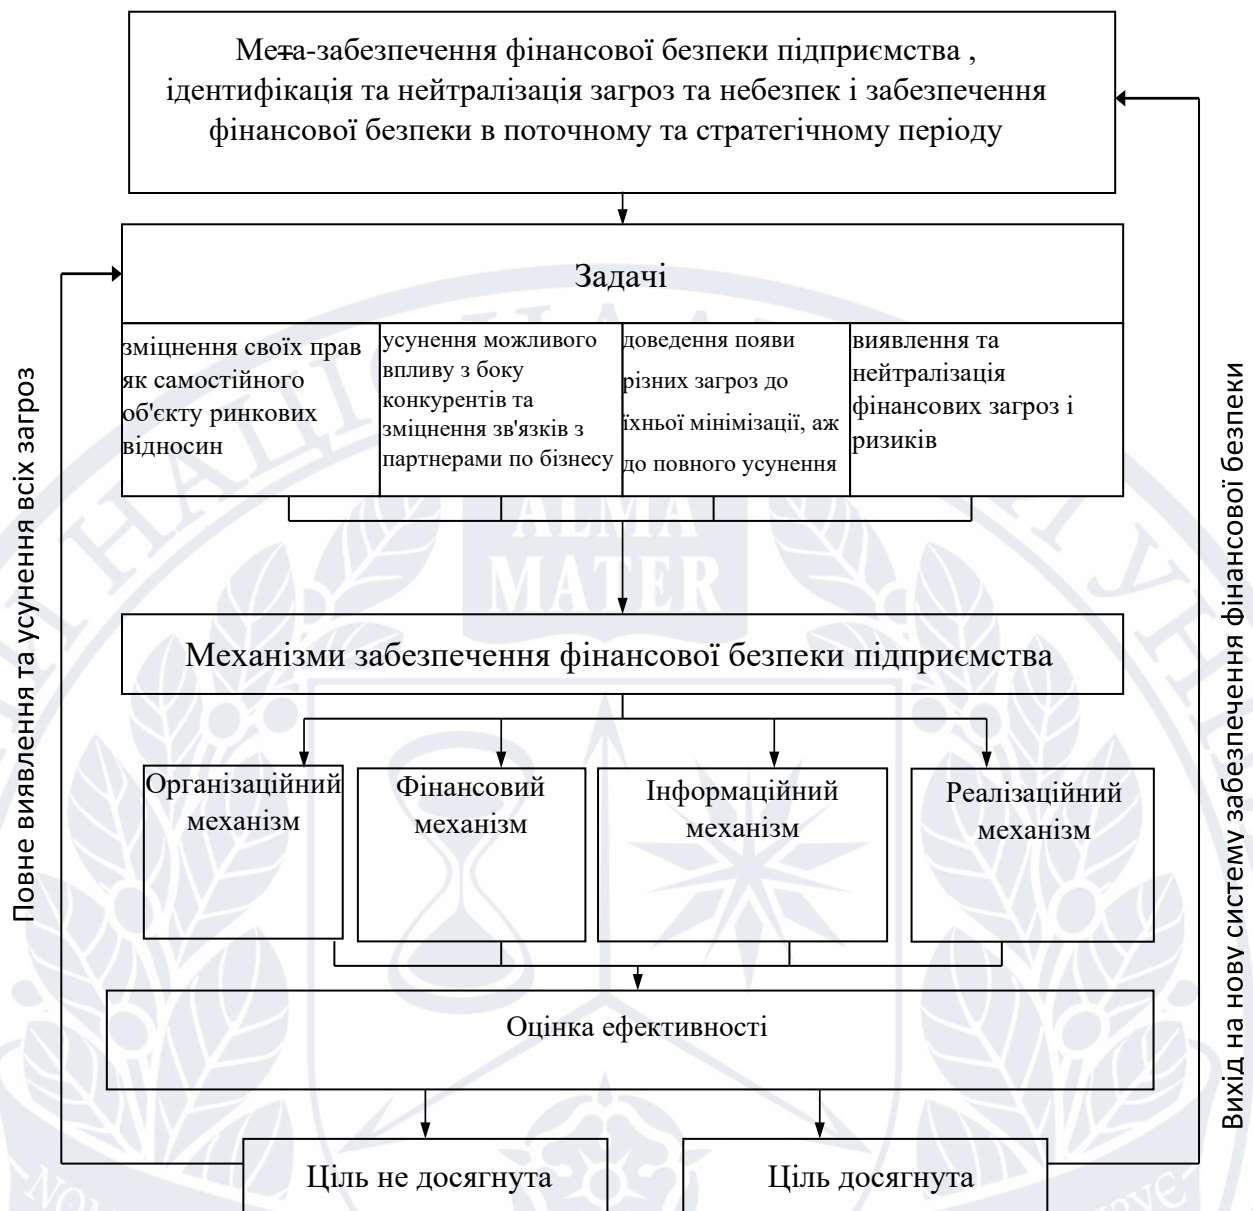 Мета-забезпечення фінансової безпеки підприємства ,
ідентифікація та нейтралізація загроз та небезпек і забезпечення
фінансової безпеки в поточному та стратегічному періоду
Задачі
зміцнення своїх прав
як самостійного
об'єкту ринкових
відносин
усунення можливого
впливу з боку
конкурентів та
зміцнення зв'язків з
партнерами по бізнесу
доведення появи
різних загроз до
їхньої мінімізації, аж
до повного усунення
виявлення та
нейтралізація
фінансових загроз і
ризиків
ALMA
MATER
Механізми забезпечення фінансової безпеки підприємства
Організаційний
механізм
Фінансовий
механізм
Інформаційний
механізм
Реалізаційний
механізм
Оцінка ефективності
Ціль не досягнута
Ціль досягнута
Повне виявлення та усунення всіх загроз
Вихід на нову систему забезпечення фінансової безпеки